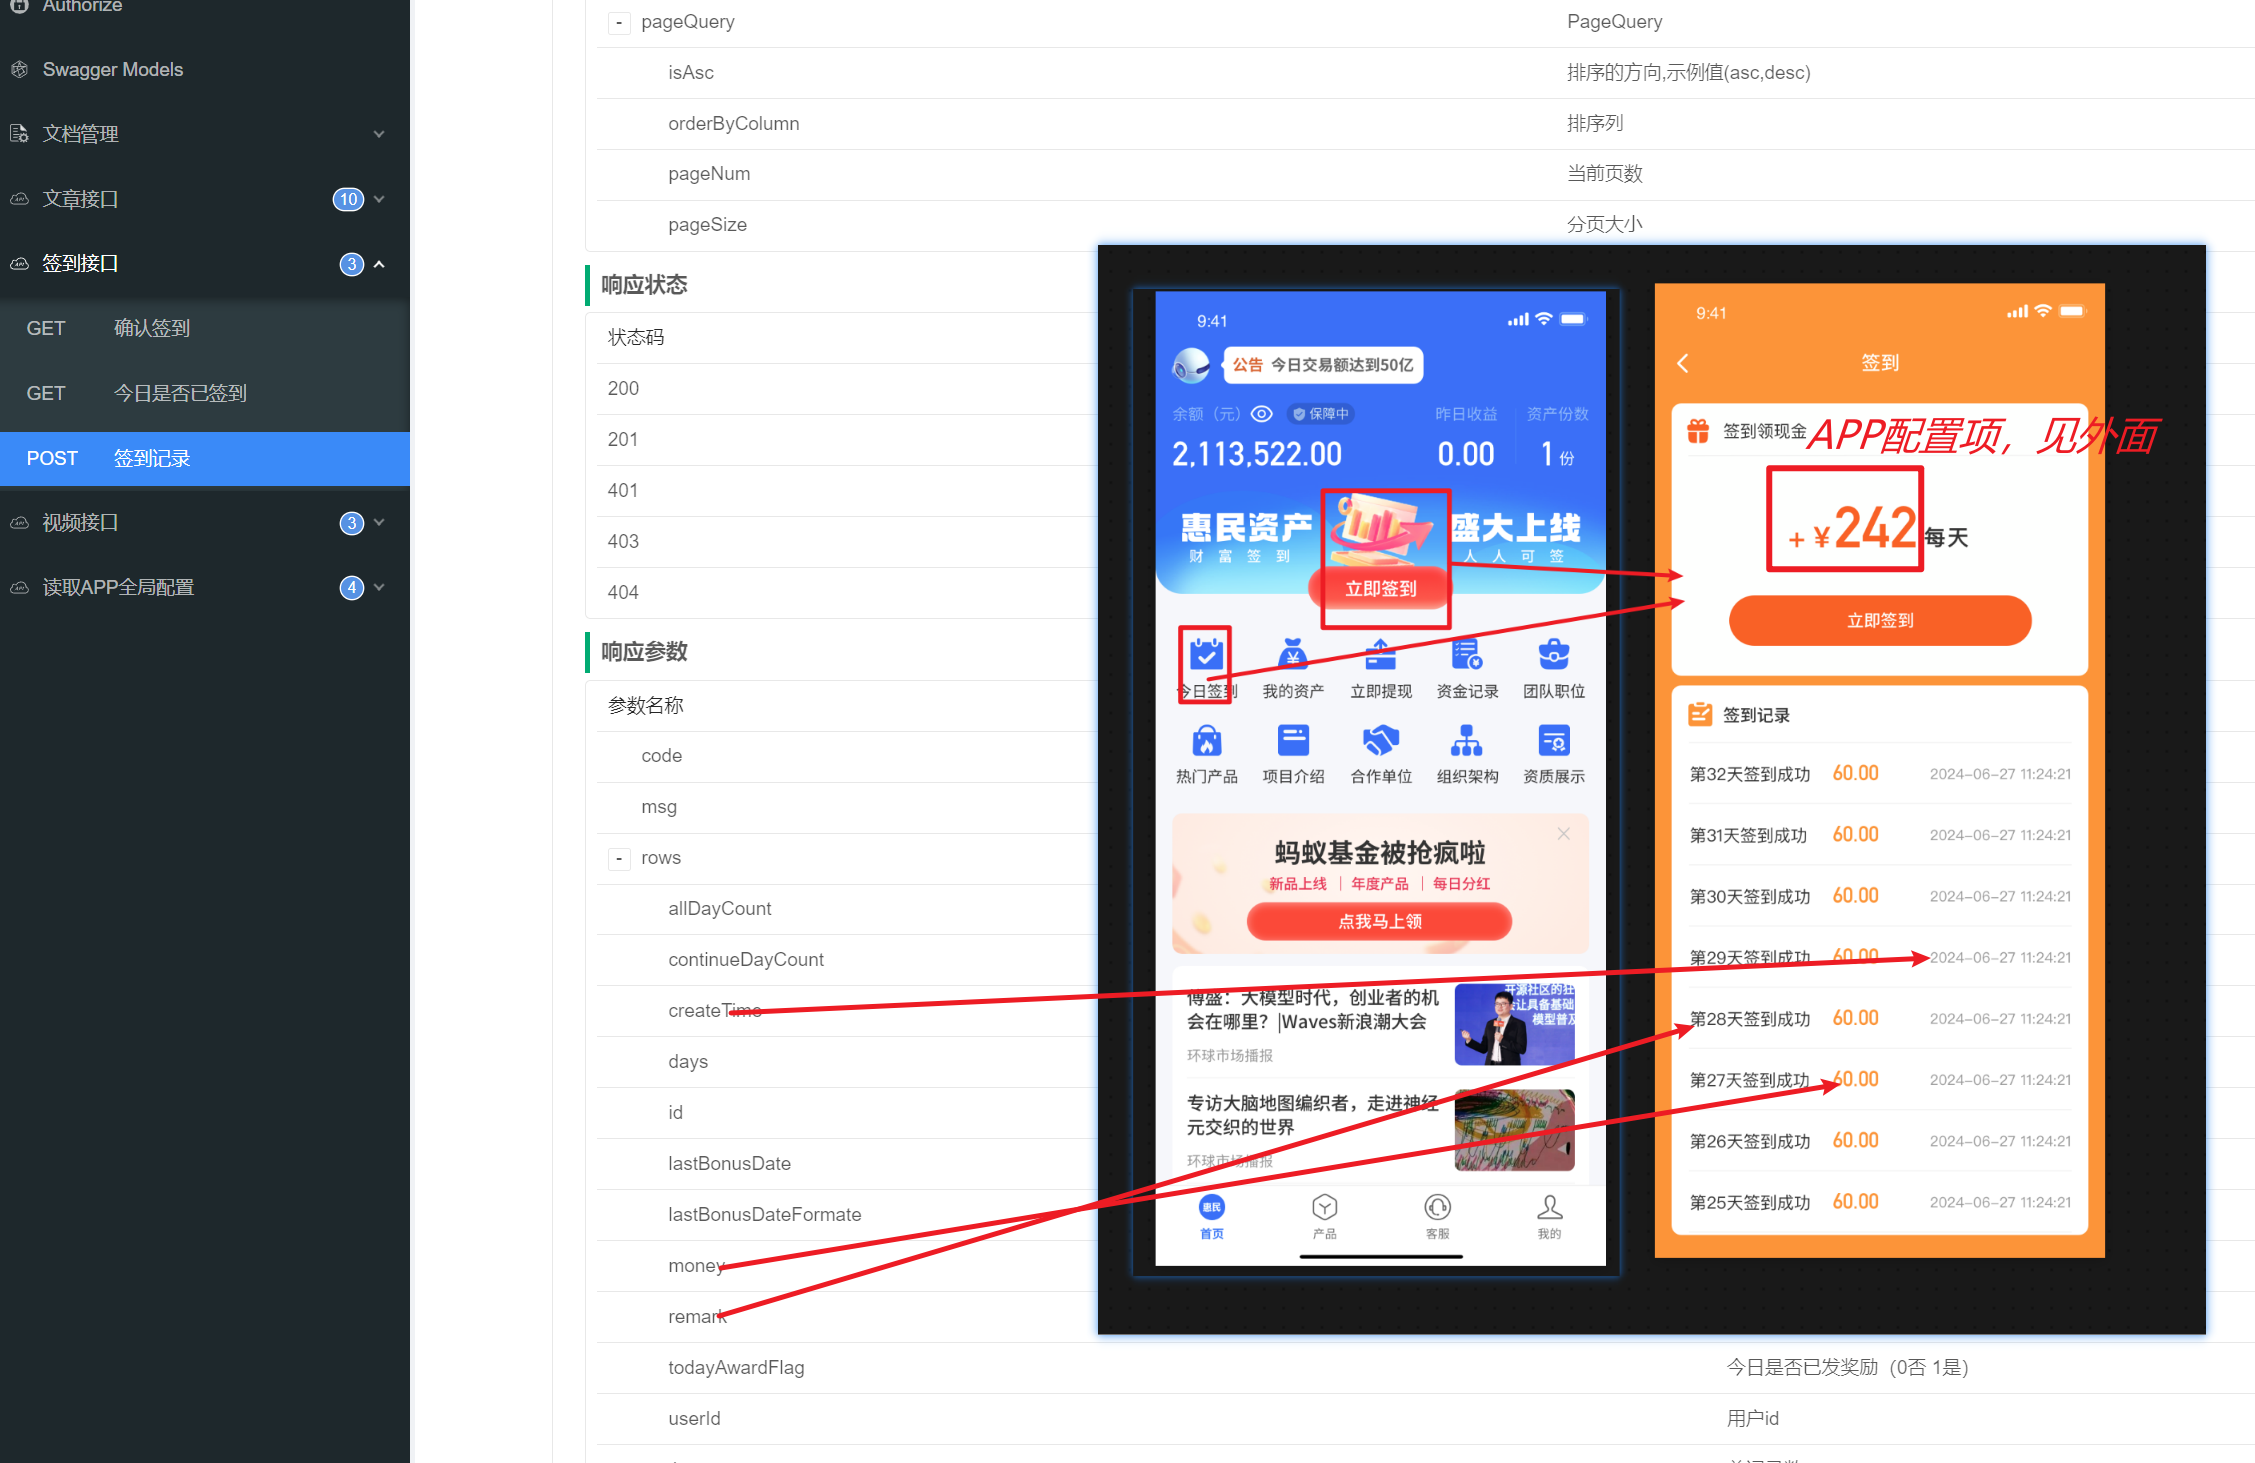 Authorize
Swagger Models
文档管理
文章接口 10
签到接口 3
GET 确认签到
GET 今日是否已签到
POST 签到记录
视频接口 3
读取APP全局配置 4
- pageQuery PageQuery
isAsc 排序的方向,示例值(asc,desc)
orderByColumn 排序列
pageNum 当前页数
pageSize 分页大小
响应状态
状态码
200
201
401
403
404
响应参数
参数名称
code
msg
- rows
allDayCount
continueDayCount
createTime
days
id
lastBonusDate
lastBonusDateFormate
money
remark
todayAwardFlag 今日是否已发奖励（0否 1是)
userId 用户id
9:41
公告 今日交易额达到50亿
余额（元） 保障中 昨日收益 资产份数
2,113,522.00 0.00 1 份
惠民资产 盛大上线
财富签到 人人可签
立即签到
今日签到 我的资产 立即提现 资金记录 团队职位
热门产品 项目介绍 合作单位 组织架构 资质展示
蚂蚁基金被抢疯啦
新品上线 | 年度产品 | 每日分红
点我马上领
傅盛：大模型时代，创业者的机
会在哪里？|Waves新浪潮大会
环球市场播报
开源社区的狂
会让具备基础
模型普及
专访大脑地图编织者，走进神经
元交织的世界
环球市场播报
惠民
首页 产品 客服 我的
9:41
签到
签到领现金
APP配置项，见外面
+¥242 每天
立即签到
签到记录
第32天签到成功 60.00 2024-06-27 11:24:21
第31天签到成功 60.00 2024-06-27 11:24:21
第30天签到成功 60.00 2024-06-27 11:24:21
第29天签到成功 60.00 2024-06-27 11:24:21
第28天签到成功 60.00 2024-06-27 11:24:21
第27天签到成功 60.00 2024-06-27 11:24:21
第26天签到成功 60.00 2024-06-27 11:24:21
第25天签到成功 60.00 2024-06-27 11:24:21